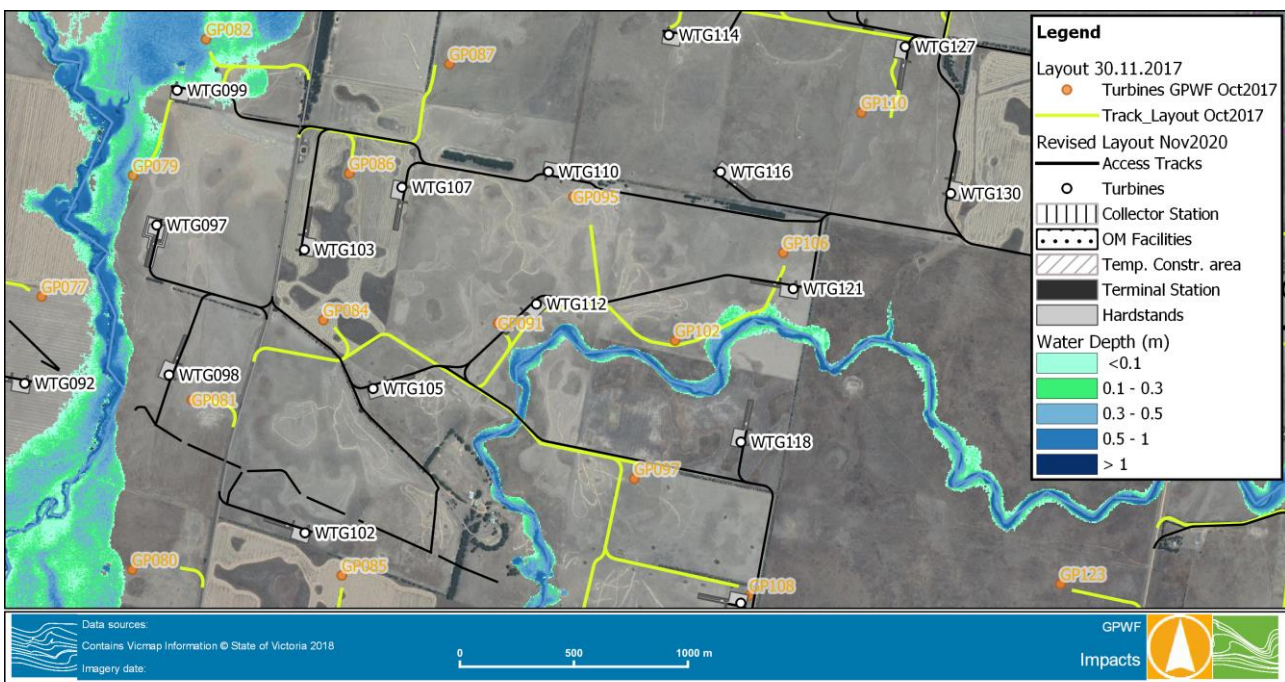 GP082
GP087
WTG114
WTG127
WTG099
GP110
GP079
GP086
WTG107
WTG110
WTG116
GP095
WTG130
WTG097
WTG103
GP106
GP077
WTG121
WTG112
GP084
GP091
GP102
WTG092
WTG098
WTG105
GP081
WTG118
GP097
WTG102
GP080
GP085
GP108
GP123
Legend
Layout 30.11.2017
Turbines GPWF Oct2017
Track_Layout Oct2017
Revised Layout Nov2020
Access Tracks
Turbines
Collector Station
OM Facilities
Temp. Constr. area
Terminal Station
Hardstands
Water Depth (m)
<0.1
0.1 - 0.3
0.3 - 0.5
0.5 - 1
> 1
Data sources:
Contains Vicmap Information © State of Victoria 2018
Imagery date:
0 500 1000 m
GPWF
Impacts